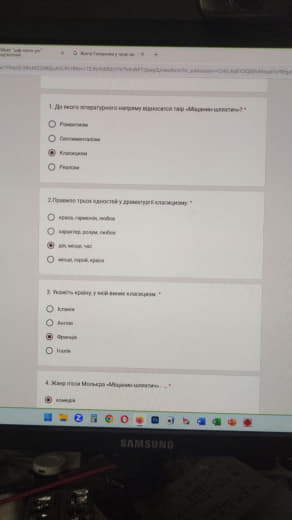 1. До якого літературного напряму відноситься твір «Міщанин-шляхтич»? *
Романтизм
Сентименталізм
Класицизм
Реалізм
2.Правило трьох єдностей у драматургії класицизму: *
краса, гармонія, любов
характер, розум, любов
дія, місце, час
місце, герой, краса
3. Укажіть країну, у якій виник класицизм: *
Іспанія
Англія
Франція
Італія
4. Жанр п'єси Мольєра «Міщанин-шляхтич» ... *
комедія
SAMSUNG